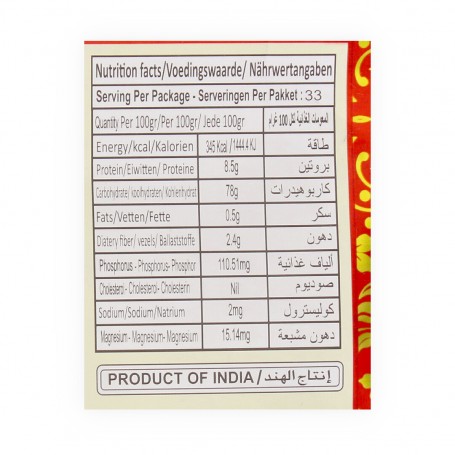 Nutrition facts/Voedingswaarde/ Nährwertangaben
Serving Per Package - Serveringen Per Pakket : 33
Quantity Per 100gr/Per 100gr/ Jede 100gr المعلومات الغذائية لكل 100 غرام
Energy/kcal/Kalorien 345 Kcal /1444.4 KJ طاقة
Protein/Eiwitten/ Proteine 8.5g بروتين
Carbohydrate/ koolhydraten/ Kohlenhydrat 78g كاربوهيدرات
Fats/Vetten/Fette 0.5g سكر
Diatery fiber/ vezels/ Ballaststoffe 2.4g دهون
Phosphorus - Phosphorus- Phosphor 110.51mg ألياف غذائية
Cholesterol- Cholesterol- Cholesterin Nil صوديوم
Sodium/Sodium/Natrium 2mg كوليسترول
Magnesium- Magnesium- Magnesium 15.14mg دهون مشبعة
PRODUCT OF INDIA/ إنتاج الهند